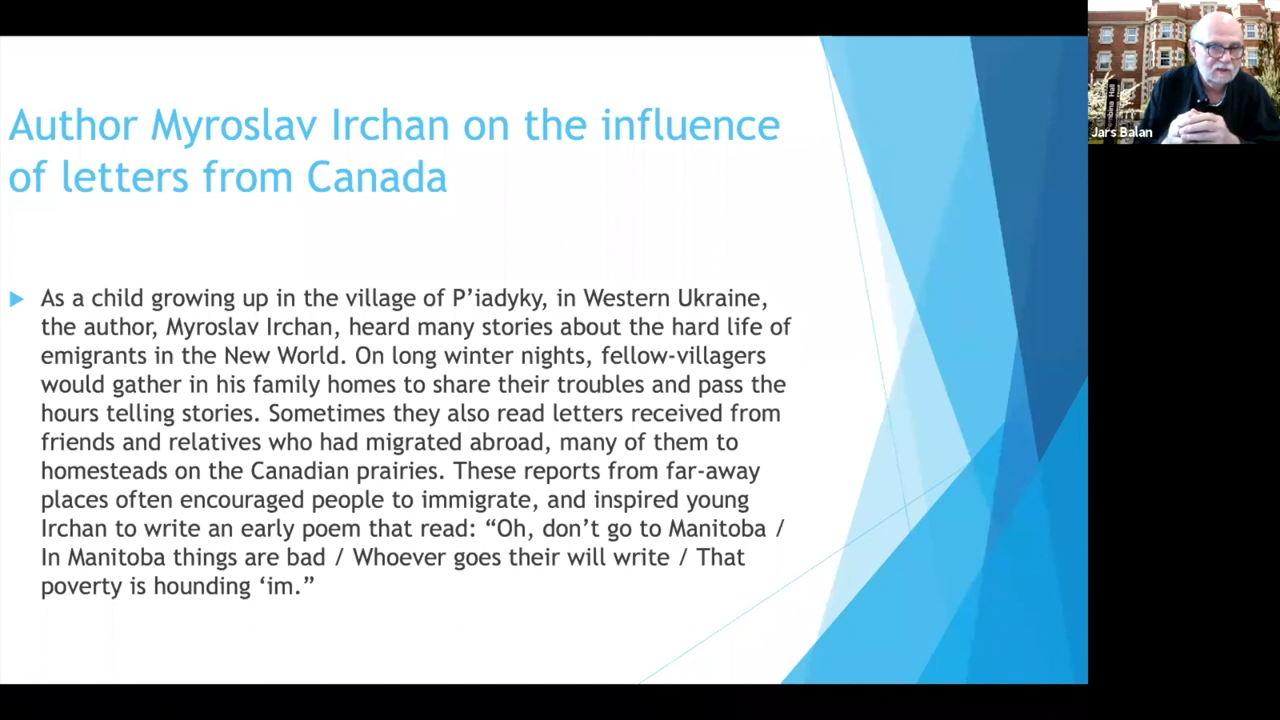 Author Myroslav Irchan on the influence
of letters from Canada
As a child growing up in the village of P’iadyky, in Western Ukraine,
the author, Myroslav Irchan, heard many stories about the hard life of
emigrants in the New World. On long winter nights, fellow-villagers
would gather in his family homes to share their troubles and pass the
hours telling stories. Sometimes they also read letters received from
friends and relatives who had migrated abroad, many of them to
homesteads on the Canadian prairies. These reports from far-away
places often encouraged people to immigrate, and inspired young
Irchan to write an early poem that read: “Oh, don’t go to Manitoba /
In Manitoba things are bad / Whoever goes their will write / That
poverty is hounding ‘im.”
Jars Balan
Hall